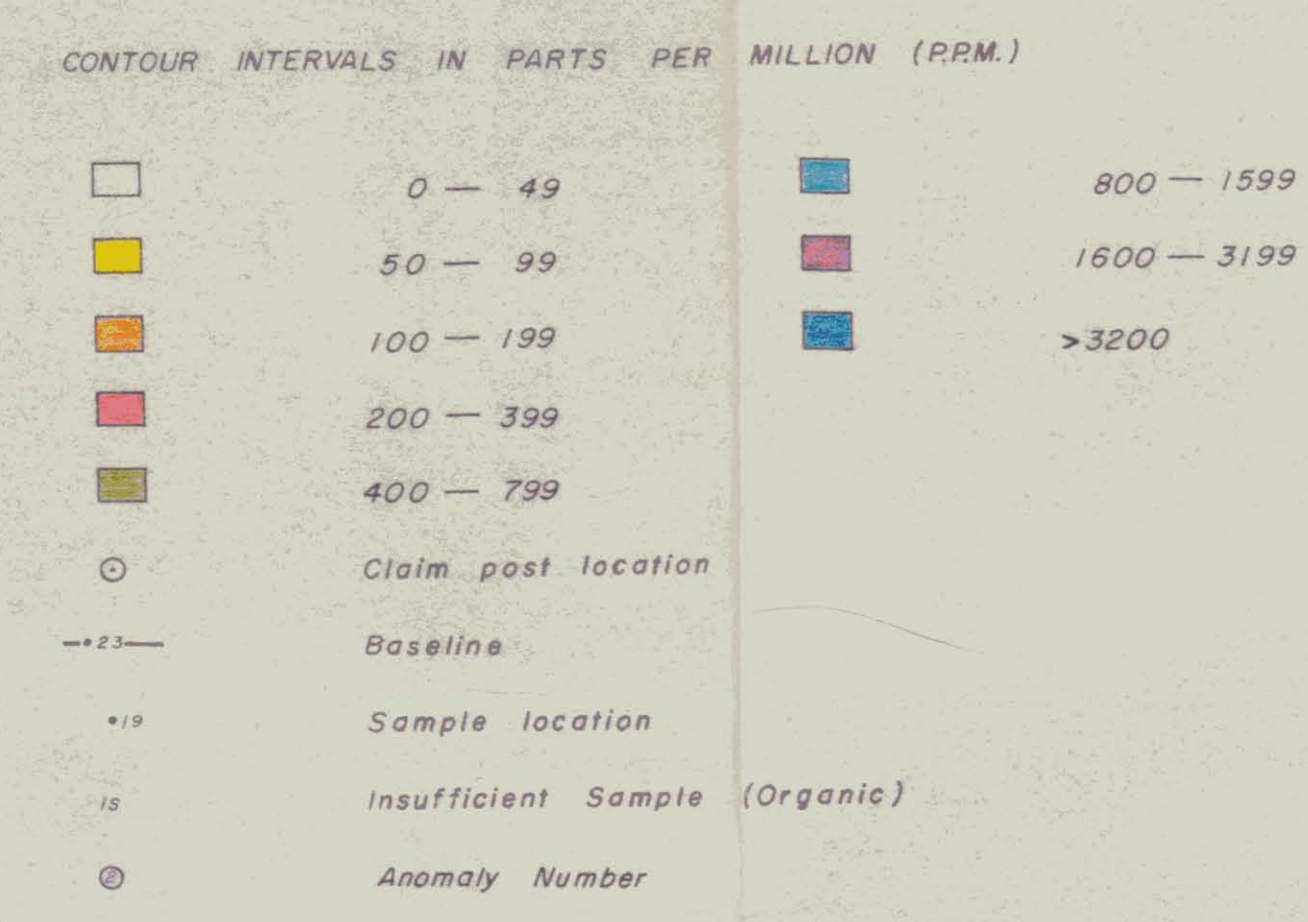 CONTOUR INTERVALS IN PARTS PER MILLION (P.P.M.)
0 — 49
50 — 99
100 — 199
200 — 399
400 — 799
800 — 1599
1600 — 3199
>3200
Claim post location
23 Baseline
19 Sample location
IS Insufficient Sample (Organic)
2 Anomaly Number